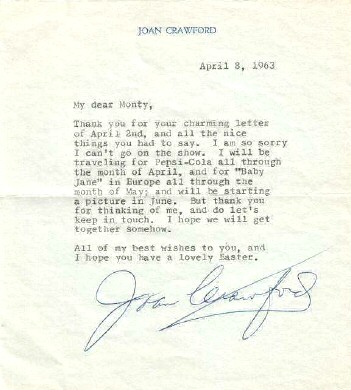 JOAN CRAWFORD
April 8, 1963
My dear Monty,
Thank you for your charming letter
of April 2nd, and all the nice
things you had to say. I am so sorry
I can't go on the show. I will be
traveling for Pepsi-Cola all through
the month of April, and for "Baby
Jane" in Europe all through the
month of May; and will be starting
a picture in June. But thank you
for thinking of me, and do let's
keep in touch. I hope we will get
together somehow.
All of my best wishes to you, and
I hope you have a lovely Easter.
Joan Crawford